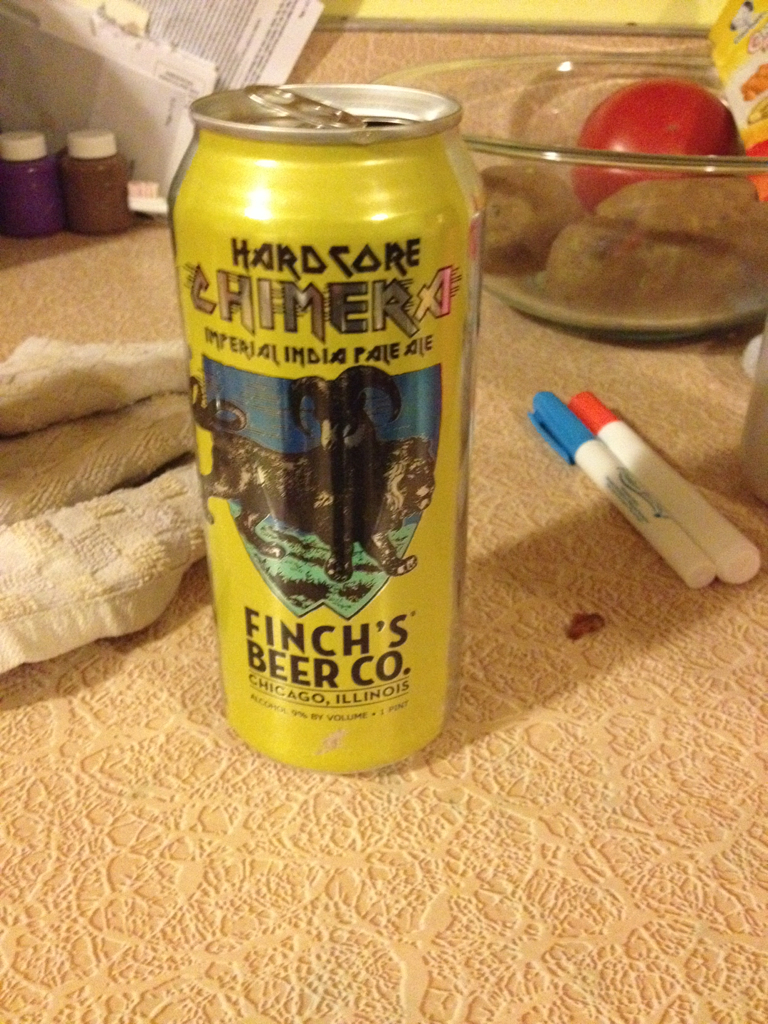 HARDCORE
CHIMERA
IMPERIAL INDIA PALE ALE
FINCH'S®
BEER CO.
CHICAGO, ILLINOIS
ALCOHOL 9% BY VOLUME • 1 PINT